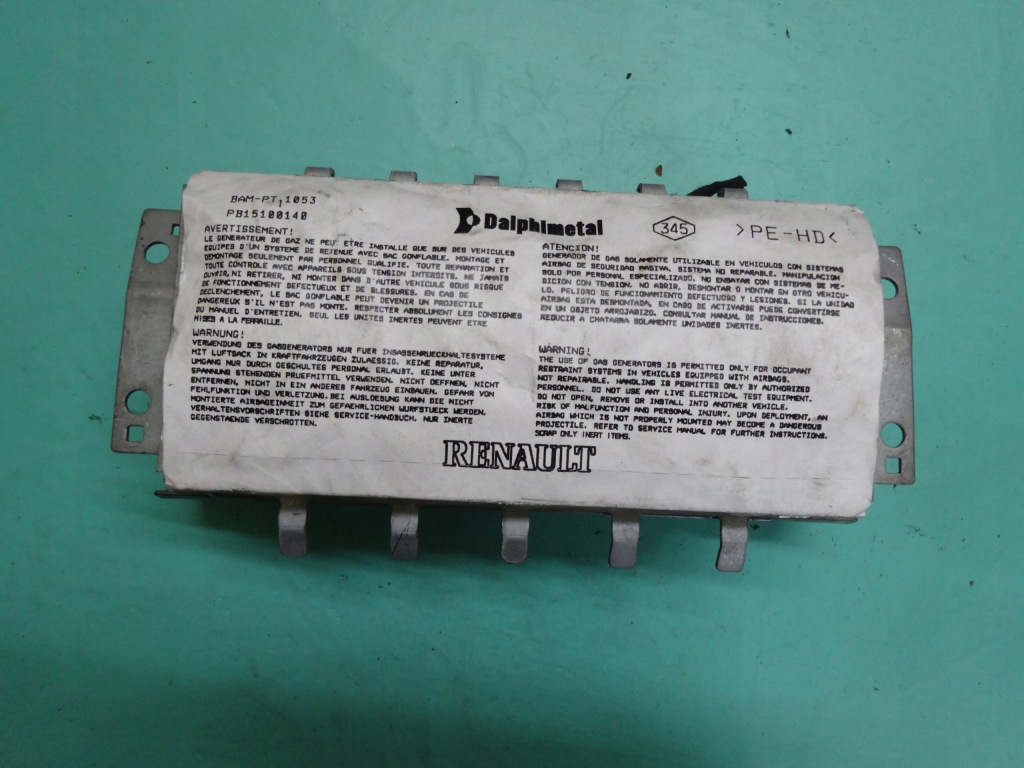 BAM-PT 1053
PB15100140
Dalphimetal
345
>PE-HD<
AVERTISSEMENT!
LE GENERATEUR DE GAZ NE PEUT ETRE INSTALLE QUE SUR DES VEHICULES
EQUIPES D'UN SYSTEME DE RETENUE AVEC SAC GONFLABLE. MONTAGE ET
DEMONTAGE SEULEMENT PAR PERSONNEL QUALIFIE. TOUTE REPARATION ET
TOUTE CONTROLE AVEC APPAREILS SOUS TENSION INTERDITS. NE JAMAIS
OUVRIR, NI RETIRER, NI MONTER DANS D'AUTRE VEHICULE SOUS RISQUE
DE FONCTIONNEMENT DEFECTUEUX ET DE BLESSURES. EN CAS DE
DECLENCHEMENT, LE SAC GONFLABLE PEUT DEVENIR UN PROJECTILE
DANGEREUX S'IL N'EST PAS MONTE. RESPECTER ABSOLUMENT LES CONSIGNES
DU MANUEL D'ENTRETIEN. SEUL LES UNITES INERTES PEUVENT ETRE
MISES A LA FERRAILLE.
WARNUNG!
VERWENDUNG DES GASGENERATORS NUR FUER INSASSENRUECKHALTESYSTEME
MIT LUFTSACK IN KRAFTFAHRZEUGEN ZULAESSIG. KEINE REPARATUR,
UMGANG NUR DURCH GESCHULTES PERSONAL ERLAUBT. KEINE UNTER
SPANNUNG STEHENDEN PRUEFMITTEL VERWENDEN. NICHT OEFFNEN, NICHT
ENTFERNEN, NICHT IN EIN ANDERES FAHRZEUG EINBAUEN. GEFAHR VON
FEHLFUNKTION UND VERLETZUNG. BEI AUSLOESUNG KANN DIE NICHT
MONTIERTE AIRBAGEINHEIT ZUM GEFAEHRLICHEN WURFSTUECK WERDEN.
VERHALTENSVORSCHRIFTEN SIEHE SERVICE-HANDBUCH. NUR INERTE
GEGENSTAENDE VERSCHROTTEN.
ATENCION!
GENERADOR DE GAS SOLAMENTE UTILIZABLE EN VEHICULOS CON SISTEMAS
AIRBAG DE SEGURIDAD PASIVA. SISTEMA NO REPARABLE. MANIPULACION
SOLO POR PERSONAL ESPECIALIZADO. NO ENSAYAR CON SISTEMAS DE ME-
DICION CON TENSION. NO ABRIR, DESMONTAR O MONTAR EN OTRO VEHICU-
LO. PELIGRO DE FUNCIONAMIENTO DEFECTUOSO Y LESIONES. SI LA UNIDAD
AIRBAG ESTA DESMONTADA, EN CASO DE ACTIVARSE PUEDE CONVERTIRSE
EN UN OBJETO ARROJADIZO. CONSULTAR MANUAL DE INSTRUCCIONES.
REDUCIR A CHATARRA SOLAMENTE UNIDADES INERTES.
WARNING!
THE USE OF GAS GENERATORS IS PERMITTED ONLY FOR OCCUPANT
RESTRAINT SYSTEMS IN VEHICLES EQUIPPED WITH AIRBAGS.
NOT REPAIRABLE. HANDLING IS PERMITTED ONLY BY AUTHORIZED
PERSONNEL. DO NOT USE ANY LIVE ELECTRICAL TEST EQUIPMENT.
DO NOT OPEN, REMOVE OR INSTALL INTO ANOTHER VEHICLE.
RISK OF MALFUNCTION AND PERSONAL INJURY. UPON DEPLOYMENT, AN
AIRBAG WHICH IS NOT PROPERLY MOUNTED MAY BECOME A DANGEROUS
PROJECTILE. REFER TO SERVICE MANUAL FOR FURTHER INSTRUCTIONS.
SCRAP ONLY INERT ITEMS.
RENAULT